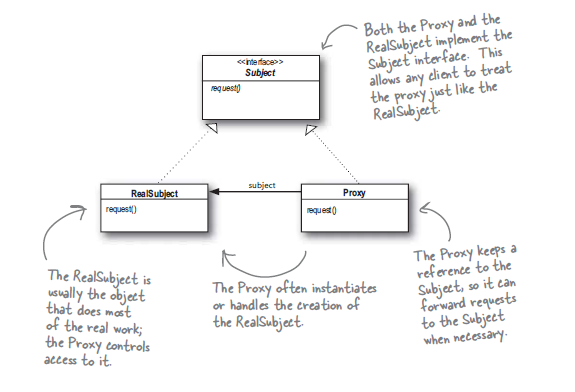 Both the Proxy and the
RealSubject implement the
Subject interface. This
allows any client to treat
the proxy just like the
RealSubject.
<<interface>>
Subject
request()
RealSubject
request()
subject
Proxy
request()
The RealSubject is
usually the object
that does most
of the real work;
the Proxy controls
access to it.
The Proxy often instantiates
or handles the creation of
the RealSubject.
The Proxy keeps a
reference to the
Subject, so it can
forward requests
to the Subject
when necessary.